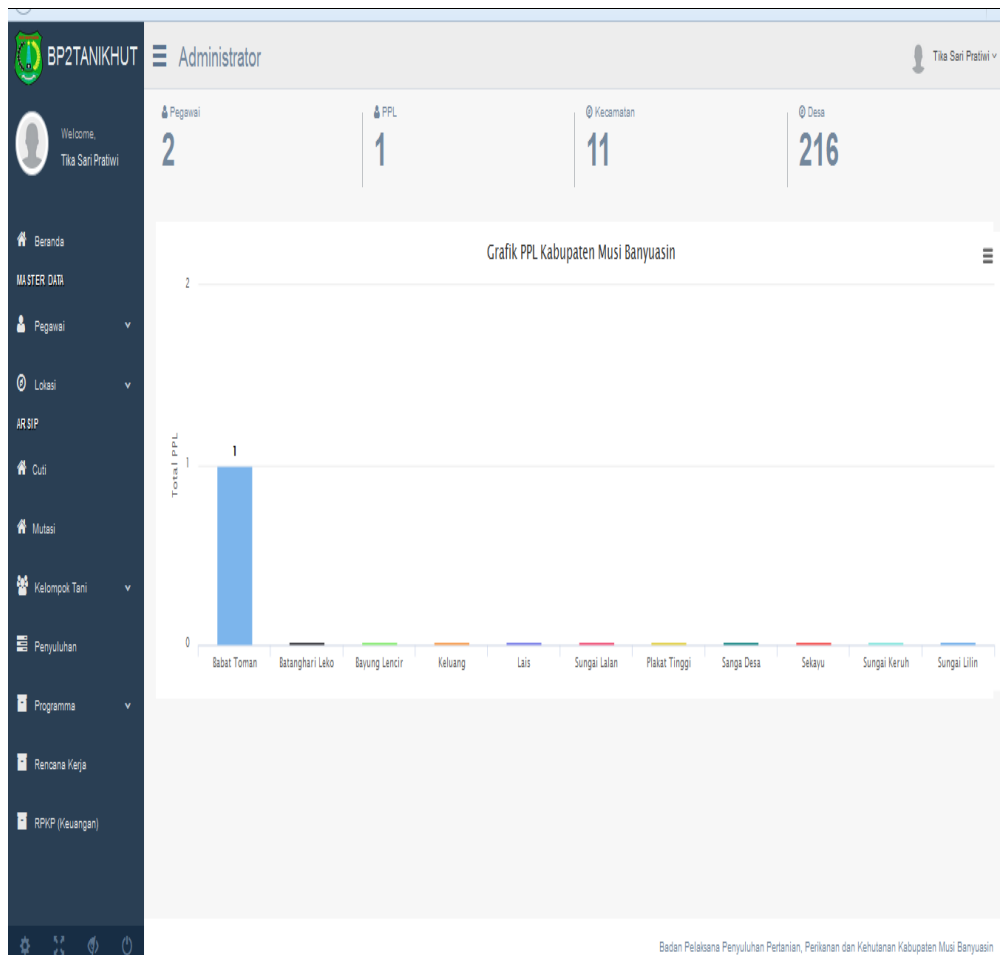 BP2TANIKHUT
Administrator
Tika Sari Pratiwi
Welcome,
Tika Sari Pratiwi
Beranda
MASTER DATA
Pegawai
Lokasi
ARSIP
Cuti
Mutasi
Kelompok Tani
Penyuluhan
Programma
Rencana Kerja
RPKP (Keuangan)
Pegawai
2
PPL
1
Kecamatan
11
Desa
216
Grafik PPL Kabupaten Musi Banyuasin
Total PPL
2
1
0
1
Babat Toman Batanghari Leko Bayung Lencir Keluang Lais Sungai Lalan Plakat Tinggi Sanga Desa Sekayu Sungai Keruh Sungai Lilin
Badan Pelaksana Penyuluhan Pertanian, Perikanan dan Kehutanan Kabupaten Musi Banyuasin